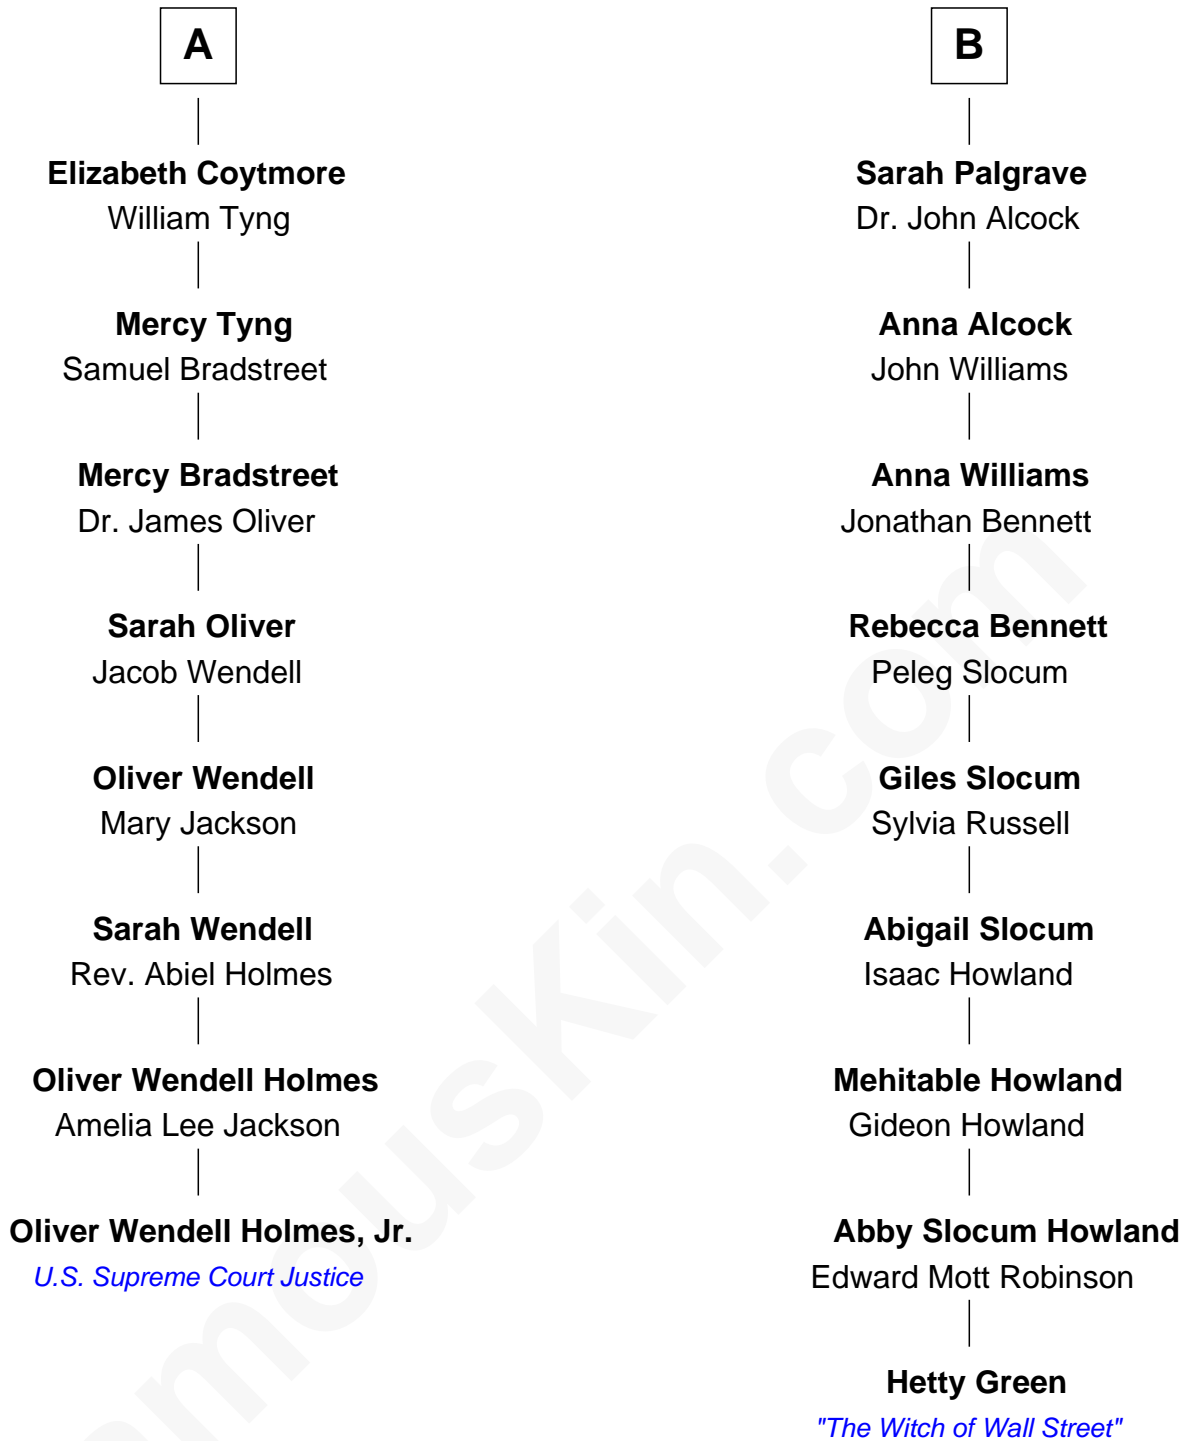 A
Elizabeth Coytmore
William Tyng
Mercy Tyng
Samuel Bradstreet
Mercy Bradstreet
Dr. James Oliver
Sarah Oliver
Jacob Wendell
Oliver Wendell
Mary Jackson
Sarah Wendell
Rev. Abiel Holmes
Oliver Wendell Holmes
Amelia Lee Jackson
Oliver Wendell Holmes, Jr.
U.S. Supreme Court Justice
B
Sarah Palgrave
Dr. John Alcock
Anna Alcock
John Williams
Anna Williams
Jonathan Bennett
Rebecca Bennett
Peleg Slocum
Giles Slocum
Sylvia Russell
Abigail Slocum
Isaac Howland
Mehitable Howland
Gideon Howland
Abby Slocum Howland
Edward Mott Robinson
Hetty Green
"The Witch of Wall Street"
amouskin.com